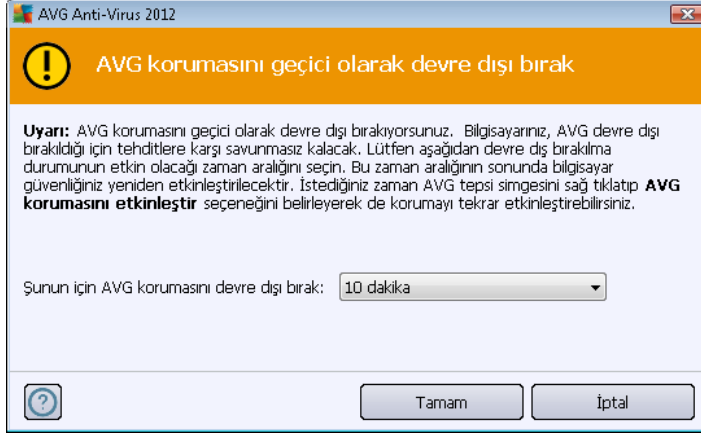 AVG Anti-Virus 2012
AVG korumasını geçici olarak devre dışı bırak
Uyarı: AVG korumasını geçici olarak devre dışı bırakıyorsunuz. Bilgisayarınız, AVG devre dışı
bırakıldığı için tehditlere karşı savunmasız kalacak. Lütfen aşağıdan devre dış bırakılma
durumunun etkin olacağı zaman aralığını seçin. Bu zaman aralığının sonunda bilgisayar
güvenliğiniz yeniden etkinleştirilecektir. İstediğiniz zaman AVG tepsi simgesini sağ tıklatıp AVG
korumasını etkinleştir seçeneğini belirleyerek de korumayı tekrar etkinleştirebilirsiniz.
Şunun için AVG korumasını devre dışı bırak: 10 dakika
Tamam İptal